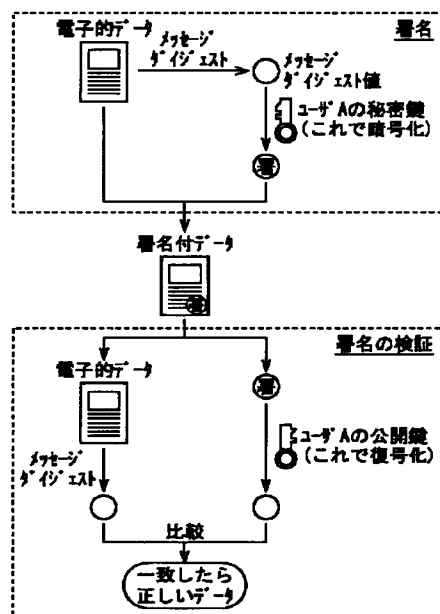 署名
電子的ﾃﾞｰﾀ
ﾒｯｾｰｼﾞ
ﾀﾞｲｼﾞｪｽﾄ
ﾒｯｾｰｼﾞ
ﾀﾞｲｼﾞｪｽﾄ値
ﾕｰｻﾞAの秘密鍵
(これで暗号化)
署
署名付ﾃﾞｰﾀ
署
署名の検証
電子的ﾃﾞｰﾀ
署
ﾒｯｾｰｼﾞ
ﾀﾞｲｼﾞｪｽﾄ
ﾕｰｻﾞAの公開鍵
(これで復号化)
比較
一致したら
正しいﾃﾞｰﾀ